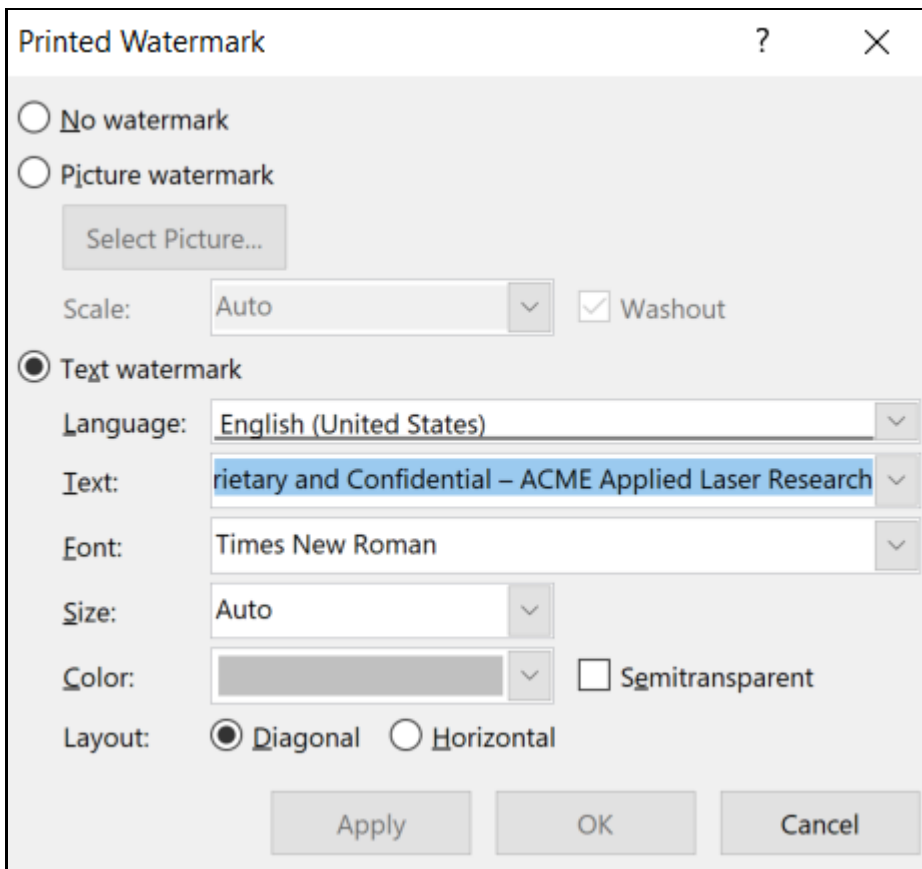 Printed Watermark ? ×
No watermark
Picture watermark
Select Picture...
Scale: Auto Washout
Text watermark
Language: English (United States)
Text: rietary and Confidential – ACME Applied Laser Research
Font: Times New Roman
Size: Auto
Color: Semitransparent
Layout: Diagonal Horizontal
Apply OK Cancel